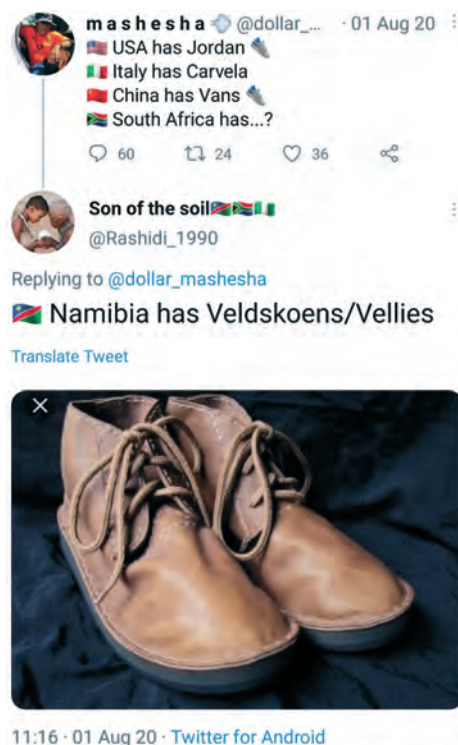 m a s h e s h a 💨 @dollar_... · 01 Aug 20
🇺🇸 USA has Jordan 👟
🇮🇹 Italy has Carvela
🇨🇳 China has Vans 👟
🇿🇦 South Africa has...?
60 24 36
Son of the soil🇳🇦🇿🇦🇳🇬
@Rashidi_1990
Replying to @dollar_mashesha
🇳🇦 Namibia has Veldskoens/Vellies
Translate Tweet
11:16 · 01 Aug 20 · Twitter for Android